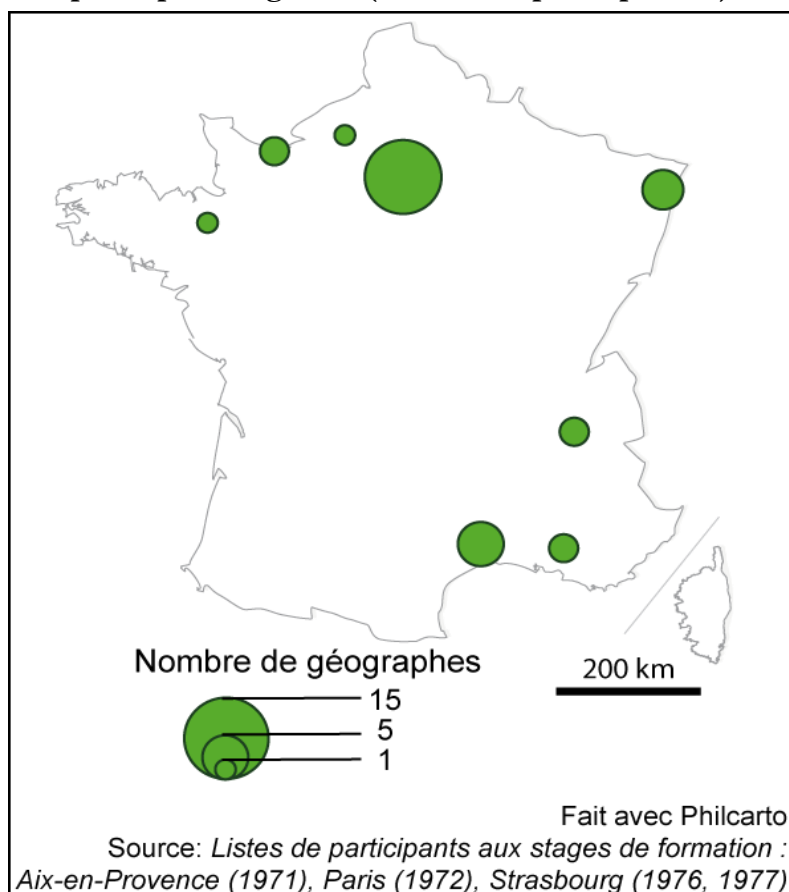 Nombre de géographes
15
5
1
200 km
Fait avec Philcarto
Source: Listes de participants aux stages de formation :
Aix-en-Provence (1971), Paris (1972), Strasbourg (1976, 1977)